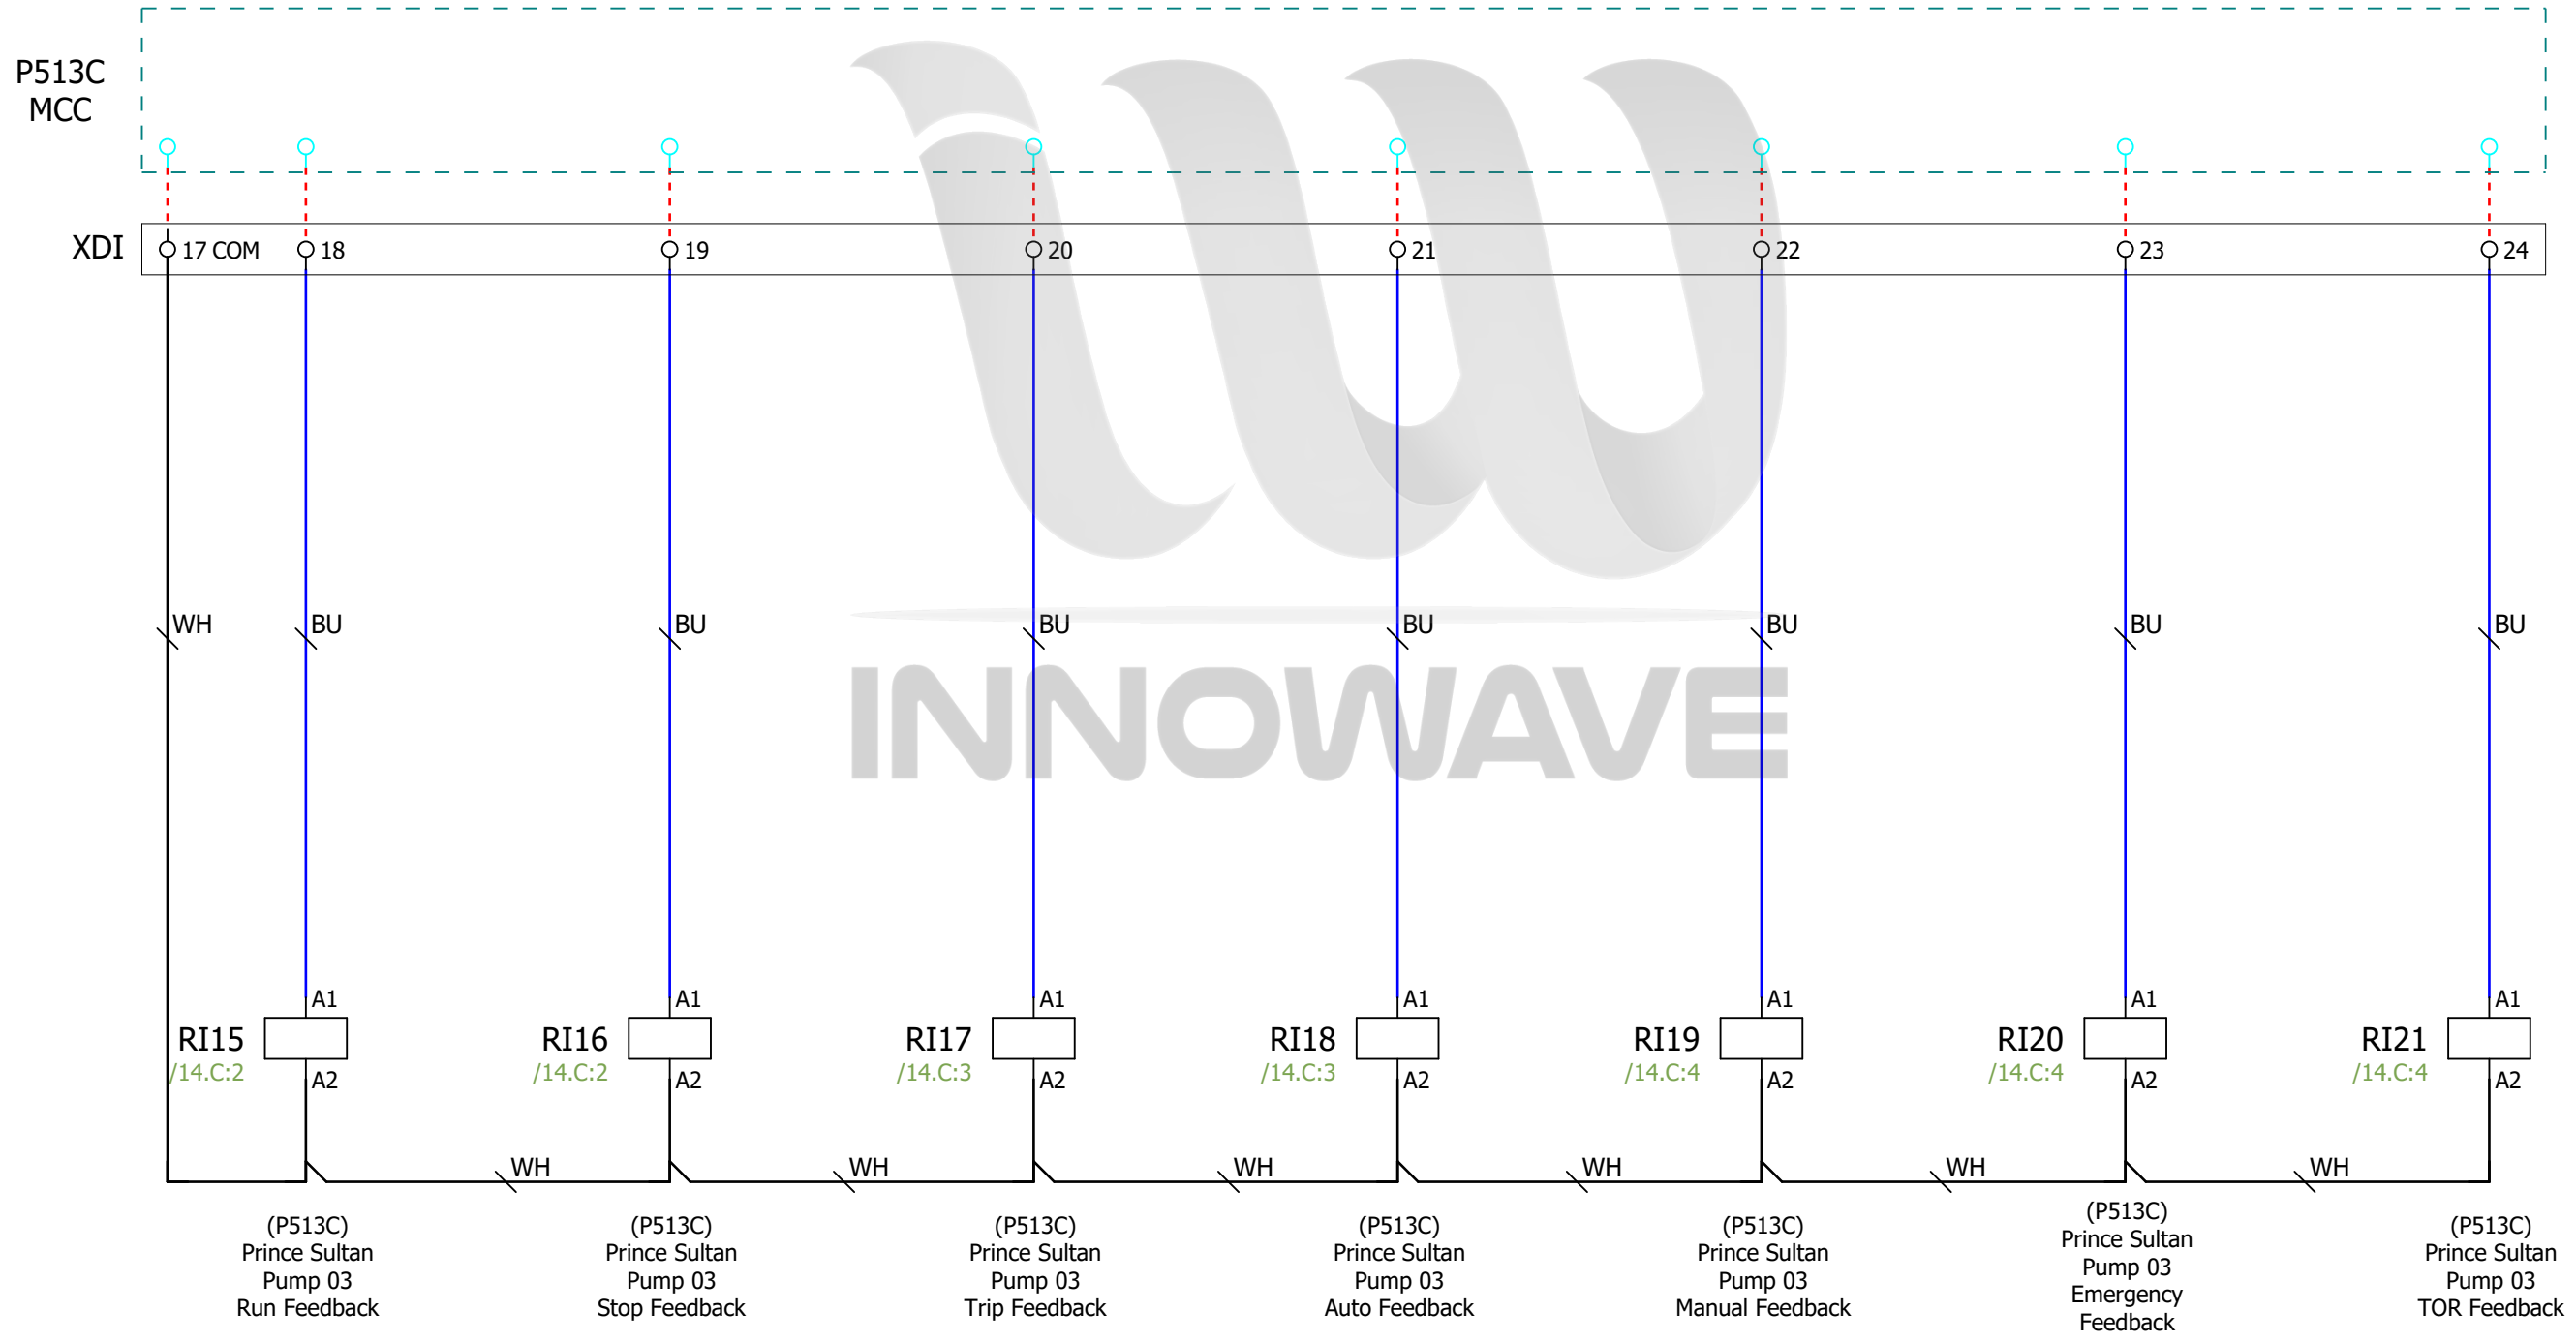 P513C
MCC
XDI
17 COM
18
19
20
21
22
23
24
WH
BU
BU
BU
BU
BU
BU
BU
INNOWAVE
A1
A1
A1
A1
A1
A1
A1
RI15
RI16
RI17
RI18
RI19
RI20
RI21
/14.C:2
/14.C:2
/14.C:3
/14.C:3
/14.C:4
/14.C:4
/14.C:4
A2
A2
A2
A2
A2
A2
A2
WH
WH
WH
WH
WH
WH
(P513C)
Prince Sultan
Pump 03
Run Feedback
(P513C)
Prince Sultan
Pump 03
Stop Feedback
(P513C)
Prince Sultan
Pump 03
Trip Feedback
(P513C)
Prince Sultan
Pump 03
Auto Feedback
(P513C)
Prince Sultan
Pump 03
Manual Feedback
(P513C)
Prince Sultan
Pump 03
Emergency
Feedback
(P513C)
Prince Sultan
Pump 03
TOR Feedback